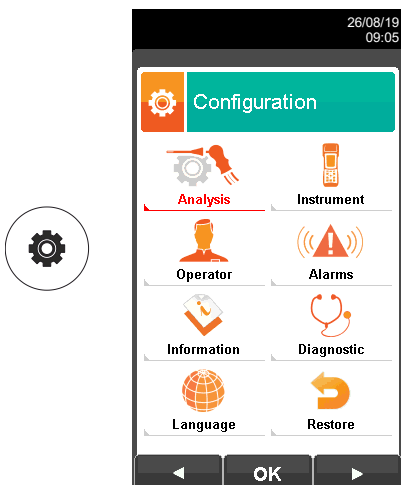 26/08/19
09:05
Configuration
Analysis
Instrument
Operator
Alarms
Information
Diagnostic
Language
Restore
OK